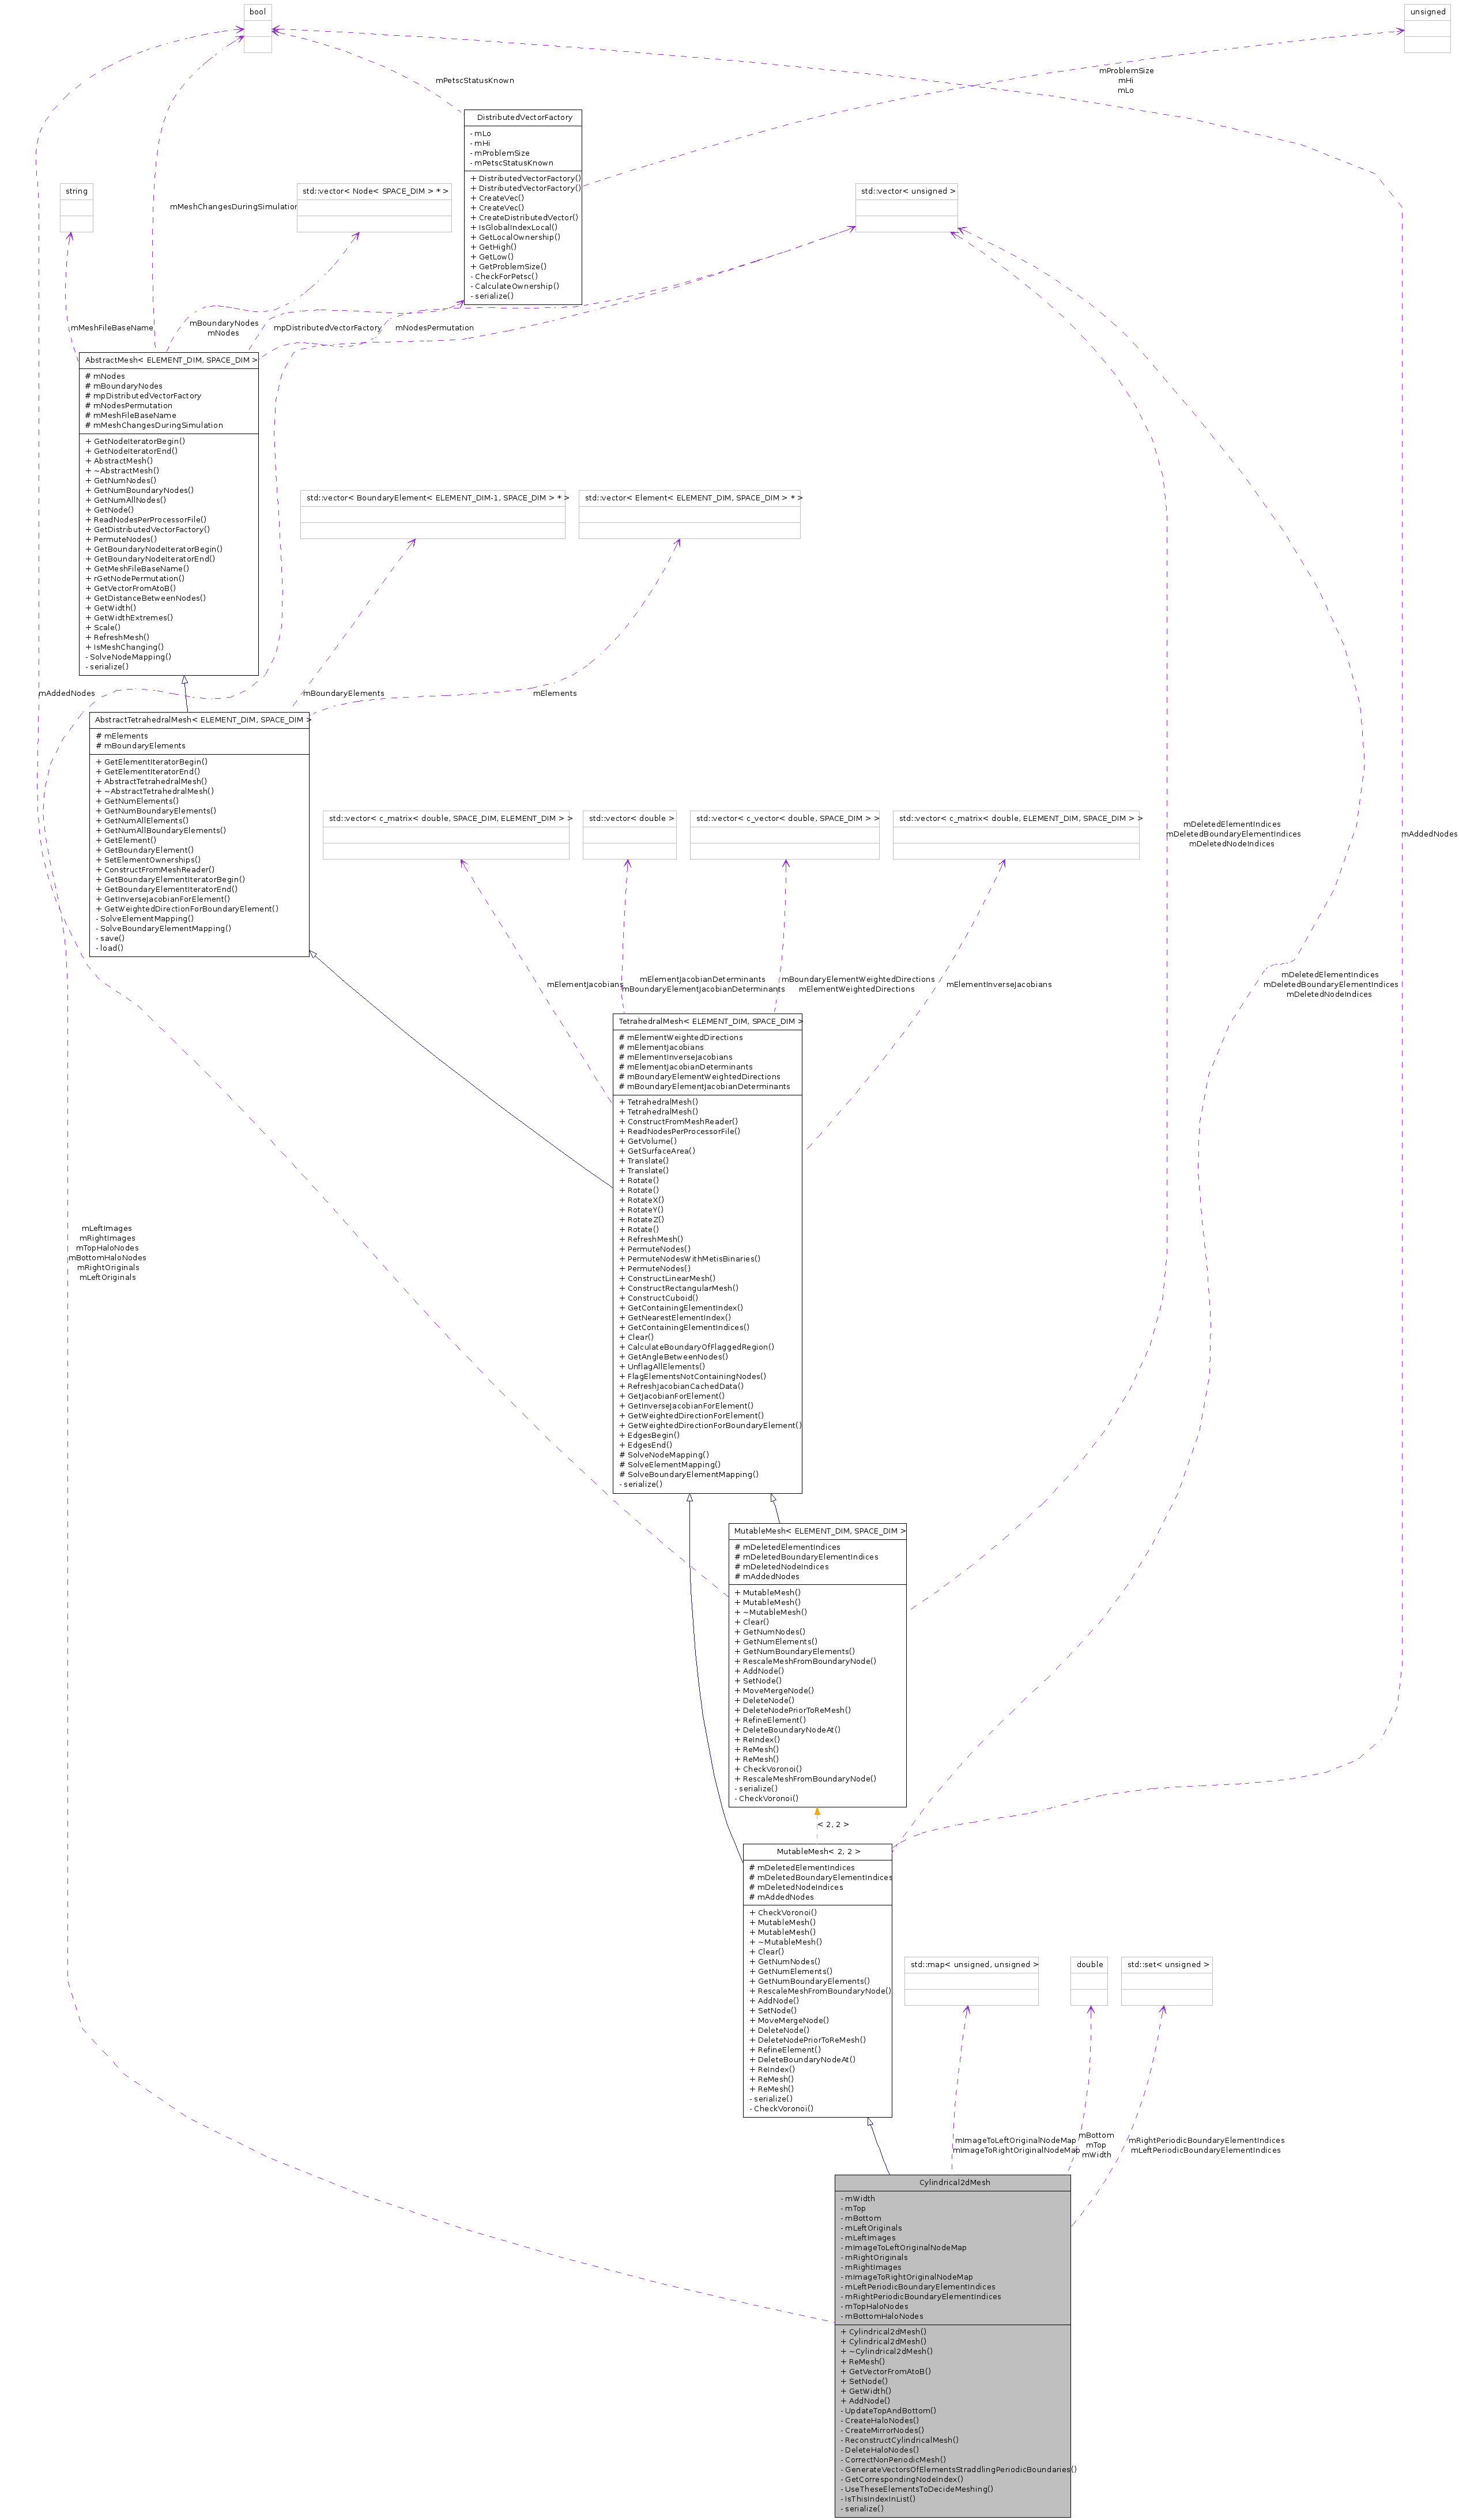 bool
unsigned
mPetscStatusKnown
mProblemSize
mHi
mLo
DistributedVectorFactory
- mLo
- mHi
- mProblemSize
- mPetscStatusKnown
+ DistributedVectorFactory()
+ DistributedVectorFactory()
+ CreateVec()
+ CreateVec()
+ CreateDistributedVector()
+ IsGlobalIndexLocal()
+ GetLocalOwnership()
+ GetHigh()
+ GetLow()
+ GetProblemSize()
- CheckForPetsc()
- CalculateOwnership()
- serialize()
string
mMeshChangesDuringSimulation
std::vector< Node< SPACE_DIM > * >
std::vector< unsigned >
mMeshFileBaseName
mBoundaryNodes
mNodes
mpDistributedVectorFactory
mNodesPermutation
AbstractMesh< ELEMENT_DIM, SPACE_DIM >
# mNodes
# mBoundaryNodes
# mpDistributedVectorFactory
# mNodesPermutation
# mMeshFileBaseName
# mMeshChangesDuringSimulation
+ GetNodeIteratorBegin()
+ GetNodeIteratorEnd()
+ AbstractMesh()
+ ~AbstractMesh()
+ GetNumNodes()
+ GetNumBoundaryNodes()
+ GetNumAllNodes()
+ GetNode()
+ ReadNodesPerProcessorFile()
+ GetDistributedVectorFactory()
+ PermuteNodes()
+ GetBoundaryNodeIteratorBegin()
+ GetBoundaryNodeIteratorEnd()
+ GetMeshFileBaseName()
+ rGetNodePermutation()
+ GetVectorFromAtoB()
+ GetDistanceBetweenNodes()
+ GetWidth()
+ GetWidthExtremes()
+ Scale()
+ RefreshMesh()
+ IsMeshChanging()
- SolveNodeMapping()
- serialize()
std::vector< BoundaryElement< ELEMENT_DIM-1, SPACE_DIM > * >
std::vector< Element< ELEMENT_DIM, SPACE_DIM > * >
mAddedNodes
mBoundaryElements
mElements
AbstractTetrahedralMesh< ELEMENT_DIM, SPACE_DIM >
# mElements
# mBoundaryElements
+ GetElementIteratorBegin()
+ GetElementIteratorEnd()
+ AbstractTetrahedralMesh()
+ ~AbstractTetrahedralMesh()
+ GetNumElements()
+ GetNumBoundaryElements()
+ GetNumAllElements()
+ GetNumAllBoundaryElements()
+ GetElement()
+ GetBoundaryElement()
+ SetElementOwnerships()
+ ConstructFromMeshReader()
+ GetBoundaryElementIteratorBegin()
+ GetBoundaryElementIteratorEnd()
+ GetInverseJacobianForElement()
+ GetWeightedDirectionForBoundaryElement()
- SolveElementMapping()
- SolveBoundaryElementMapping()
- save()
- load()
std::vector< c_matrix< double, SPACE_DIM, ELEMENT_DIM > >
std::vector< double >
std::vector< c_vector< double, SPACE_DIM > >
std::vector< c_matrix< double, ELEMENT_DIM, SPACE_DIM > >
mDeletedElementIndices
mDeletedBoundaryElementIndices
mDeletedNodeIndices
mAddedNodes
mElementJacobians
mElementJacobianDeterminants
mBoundaryElementJacobianDeterminants
mBoundaryElementWeightedDirections
mElementWeightedDirections
mElementInverseJacobians
mDeletedElementIndices
mDeletedBoundaryElementIndices
mDeletedNodeIndices
TetrahedralMesh< ELEMENT_DIM, SPACE_DIM >
# mElementWeightedDirections
# mElementJacobians
# mElementInverseJacobians
# mElementJacobianDeterminants
# mBoundaryElementWeightedDirections
# mBoundaryElementJacobianDeterminants
+ TetrahedralMesh()
+ TetrahedralMesh()
+ ConstructFromMeshReader()
+ ReadNodesPerProcessorFile()
+ GetVolume()
+ GetSurfaceArea()
+ Translate()
+ Translate()
+ Rotate()
+ Rotate()
+ RotateX()
+ RotateY()
+ RotateZ()
+ Rotate()
+ RefreshMesh()
+ PermuteNodes()
+ PermuteNodesWithMetisBinaries()
+ PermuteNodes()
+ ConstructLinearMesh()
+ ConstructRectangularMesh()
+ ConstructCuboid()
+ GetContainingElementIndex()
+ GetNearestElementIndex()
+ GetContainingElementIndices()
+ Clear()
+ CalculateBoundaryOfFlaggedRegion()
+ GetAngleBetweenNodes()
+ UnflagAllElements()
+ FlagElementsNotContainingNodes()
+ RefreshJacobianCachedData()
+ GetJacobianForElement()
+ GetInverseJacobianForElement()
+ GetWeightedDirectionForElement()
+ GetWeightedDirectionForBoundaryElement()
+ EdgesBegin()
+ EdgesEnd()
# SolveNodeMapping()
# SolveElementMapping()
# SolveBoundaryElementMapping()
- serialize()
mLeftImages
mRightImages
mTopHaloNodes
mBottomHaloNodes
mRightOriginals
mLeftOriginals
MutableMesh< ELEMENT_DIM, SPACE_DIM >
# mDeletedElementIndices
# mDeletedBoundaryElementIndices
# mDeletedNodeIndices
# mAddedNodes
+ MutableMesh()
+ MutableMesh()
+ ~MutableMesh()
+ Clear()
+ GetNumNodes()
+ GetNumElements()
+ GetNumBoundaryElements()
+ RescaleMeshFromBoundaryNode()
+ AddNode()
+ SetNode()
+ MoveMergeNode()
+ DeleteNode()
+ DeleteNodePriorToReMesh()
+ RefineElement()
+ DeleteBoundaryNodeAt()
+ ReIndex()
+ ReMesh()
+ ReMesh()
+ CheckVoronoi()
+ RescaleMeshFromBoundaryNode()
- serialize()
- CheckVoronoi()
< 2, 2 >
MutableMesh< 2, 2 >
# mDeletedElementIndices
# mDeletedBoundaryElementIndices
# mDeletedNodeIndices
# mAddedNodes
+ CheckVoronoi()
+ MutableMesh()
+ MutableMesh()
+ ~MutableMesh()
+ Clear()
+ GetNumNodes()
+ GetNumElements()
+ GetNumBoundaryElements()
+ RescaleMeshFromBoundaryNode()
+ AddNode()
+ SetNode()
+ MoveMergeNode()
+ DeleteNode()
+ DeleteNodePriorToReMesh()
+ RefineElement()
+ DeleteBoundaryNodeAt()
+ ReIndex()
+ ReMesh()
+ ReMesh()
- serialize()
- CheckVoronoi()
std::map< unsigned, unsigned >
double
std::set< unsigned >
mImageToLeftOriginalNodeMap
mImageToRightOriginalNodeMap
mBottom
mTop
mWidth
mRightPeriodicBoundaryElementIndices
mLeftPeriodicBoundaryElementIndices
Cylindrical2dMesh
- mWidth
- mTop
- mBottom
- mLeftOriginals
- mLeftImages
- mImageToLeftOriginalNodeMap
- mRightOriginals
- mRightImages
- mImageToRightOriginalNodeMap
- mLeftPeriodicBoundaryElementIndices
- mRightPeriodicBoundaryElementIndices
- mTopHaloNodes
- mBottomHaloNodes
+ Cylindrical2dMesh()
+ Cylindrical2dMesh()
+ ~Cylindrical2dMesh()
+ ReMesh()
+ GetVectorFromAtoB()
+ SetNode()
+ GetWidth()
+ AddNode()
- UpdateTopAndBottom()
- CreateHaloNodes()
- CreateMirrorNodes()
- ReconstructCylindricalMesh()
- DeleteHaloNodes()
- CorrectNonPeriodicMesh()
- GenerateVectorsOfElementsStraddlingPeriodicBoundaries()
- GetCorrespondingNodeIndex()
- UseTheseElementsToDecideMeshing()
- IsThisIndexInList()
- serialize()